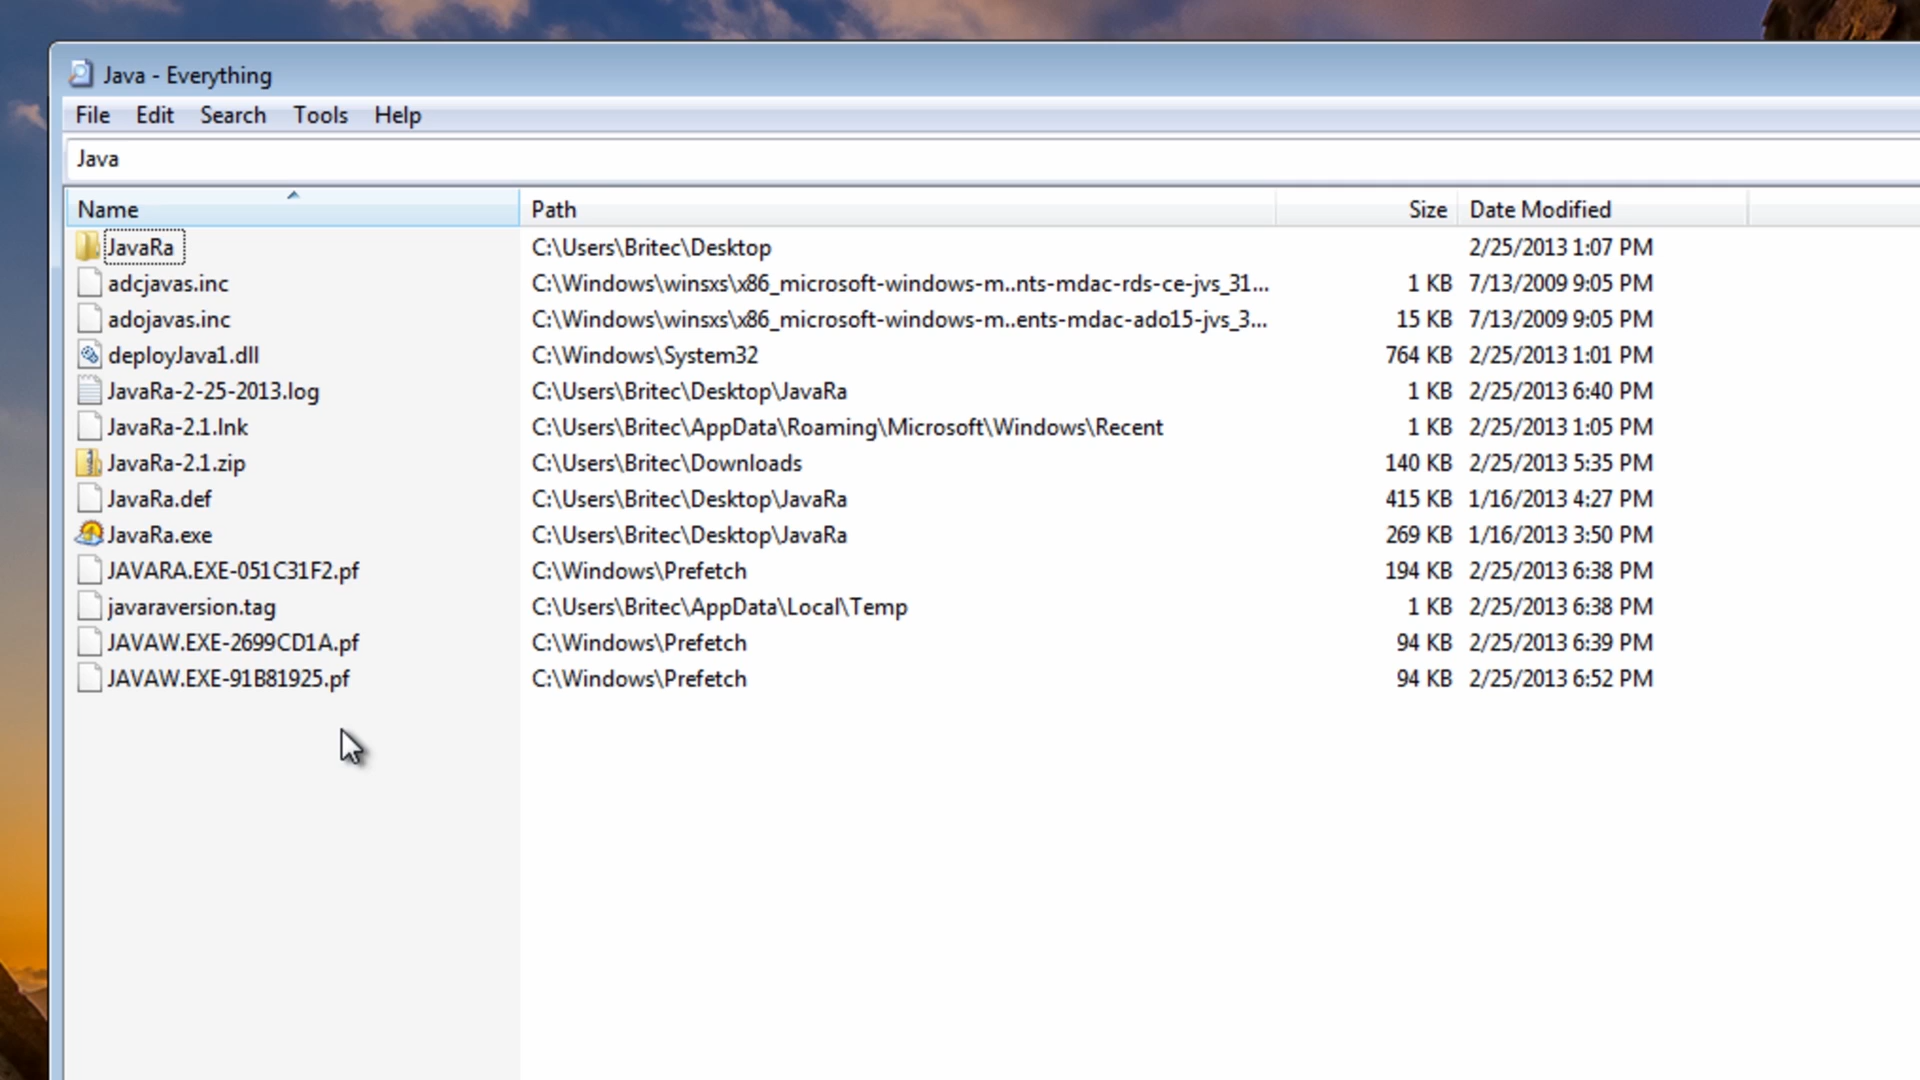 Java - Everything
File Edit Search Tools Help
Java
Name Path Size Date Modified
JavaRa C:\Users\Britec\Desktop 2/25/2013 1:07 PM
adcjavas.inc C:\Windows\winsxs\x86_microsoft-windows-m..nts-mdac-rds-ce-jvs_31... 1 KB 7/13/2009 9:05 PM
adojavas.inc C:\Windows\winsxs\x86_microsoft-windows-m..ents-mdac-ado15-jvs_3... 15 KB 7/13/2009 9:05 PM
deployJava1.dll C:\Windows\System32 764 KB 2/25/2013 1:01 PM
JavaRa-2-25-2013.log C:\Users\Britec\Desktop\JavaRa 1 KB 2/25/2013 6:40 PM
JavaRa-2.1.lnk C:\Users\Britec\AppData\Roaming\Microsoft\Windows\Recent 1 KB 2/25/2013 1:05 PM
JavaRa-2.1.zip C:\Users\Britec\Downloads 140 KB 2/25/2013 5:35 PM
JavaRa.def C:\Users\Britec\Desktop\JavaRa 415 KB 1/16/2013 4:27 PM
JavaRa.exe C:\Users\Britec\Desktop\JavaRa 269 KB 1/16/2013 3:50 PM
JAVARA.EXE-051C31F2.pf C:\Windows\Prefetch 194 KB 2/25/2013 6:38 PM
javaraversion.tag C:\Users\Britec\AppData\Local\Temp 1 KB 2/25/2013 6:38 PM
JAVAW.EXE-2699CD1A.pf C:\Windows\Prefetch 94 KB 2/25/2013 6:39 PM
JAVAW.EXE-91B81925.pf C:\Windows\Prefetch 94 KB 2/25/2013 6:52 PM